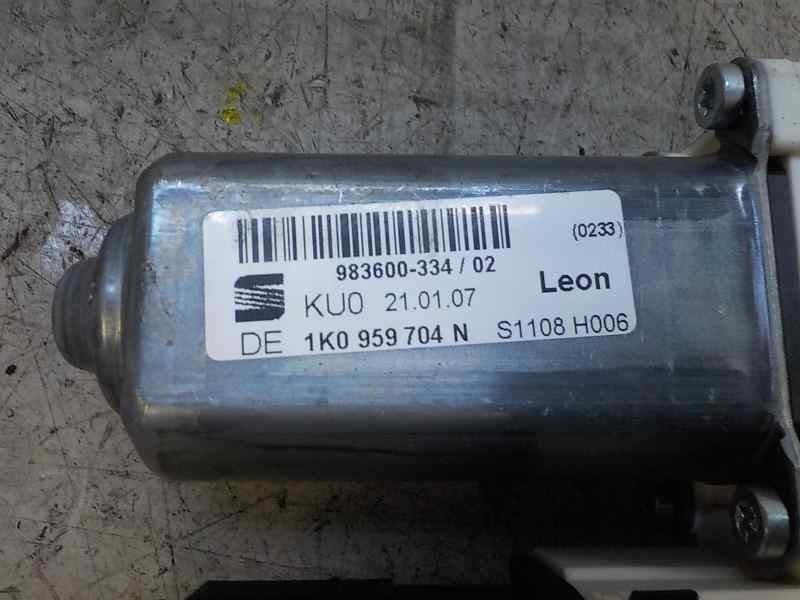 (0233)
983600-334 / 02
KU0 21.01.07 Leon
DE 1K0 959 704 N S1108 H006